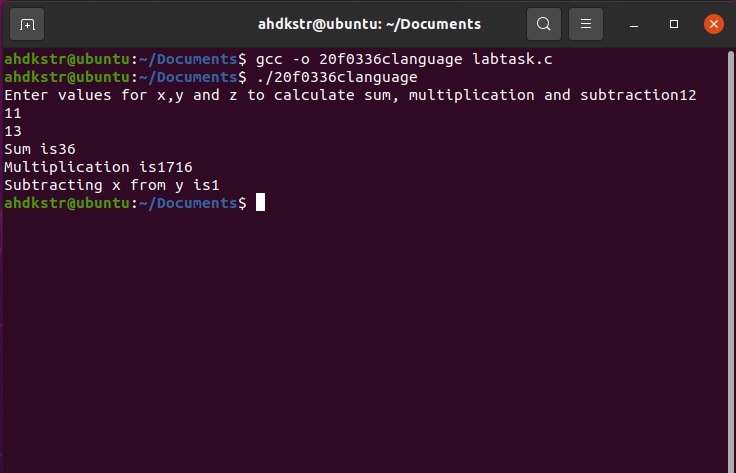 ahdkstr@ubuntu: ~/Documents
ahdkstr@ubuntu:~/Documents$ gcc -o 20f0336clanguage labtask.c
ahdkstr@ubuntu:~/Documents$ ./20f0336clanguage
Enter values for x,y and z to calculate sum, multiplication and subtraction12
11
13
Sum is36
Multiplication is1716
Subtracting x from y is1
ahdkstr@ubuntu:~/Documents$